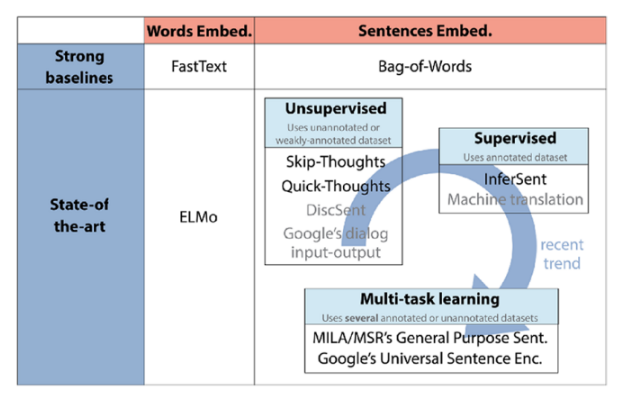 Words Embed.
Sentences Embed.
Strong
baselines
FastText
Bag-of-Words
State-of
the-art
ELMo
Unsupervised
Uses unannotated or
weakly-annotated dataset
Skip-Thoughts
Quick-Thoughts
DiscSent
Google's dialog
input-output
Supervised
Uses annotated dataset
InferSent
Machine translation
recent
trend
Multi-task learning
Uses several annotated or unannotated datasets
MILA/MSR's General Purpose Sent.
Google's Universal Sentence Enc.